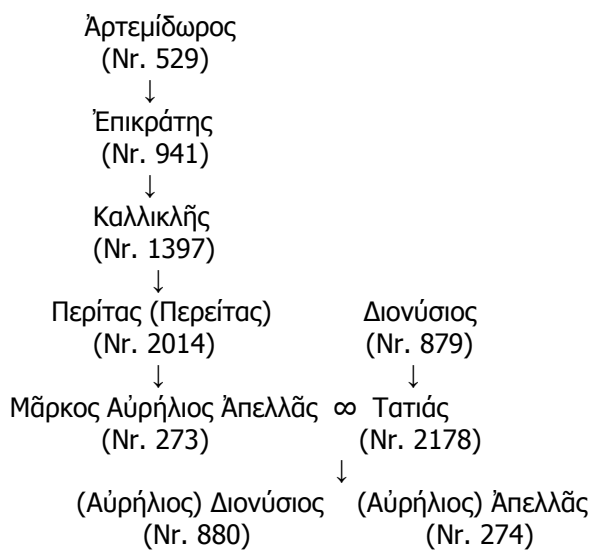 Ἀρτεμίδωρος
(Nr. 529)
↓
Ἐπικράτης
(Nr. 941)
↓
Καλλικλῆς
(Nr. 1397)
↓
Περίτας (Περείτας) Διονύσιος
(Nr. 2014) (Nr. 879)
↓ ↓
Μᾶρκος Αὐρήλιος Ἀπελλᾶς ∞ Τατιάς
(Nr. 273) (Nr. 2178)
↓
(Αὐρήλιος) Διονύσιος (Αὐρήλιος) Ἀπελλᾶς
(Nr. 880) (Nr. 274)